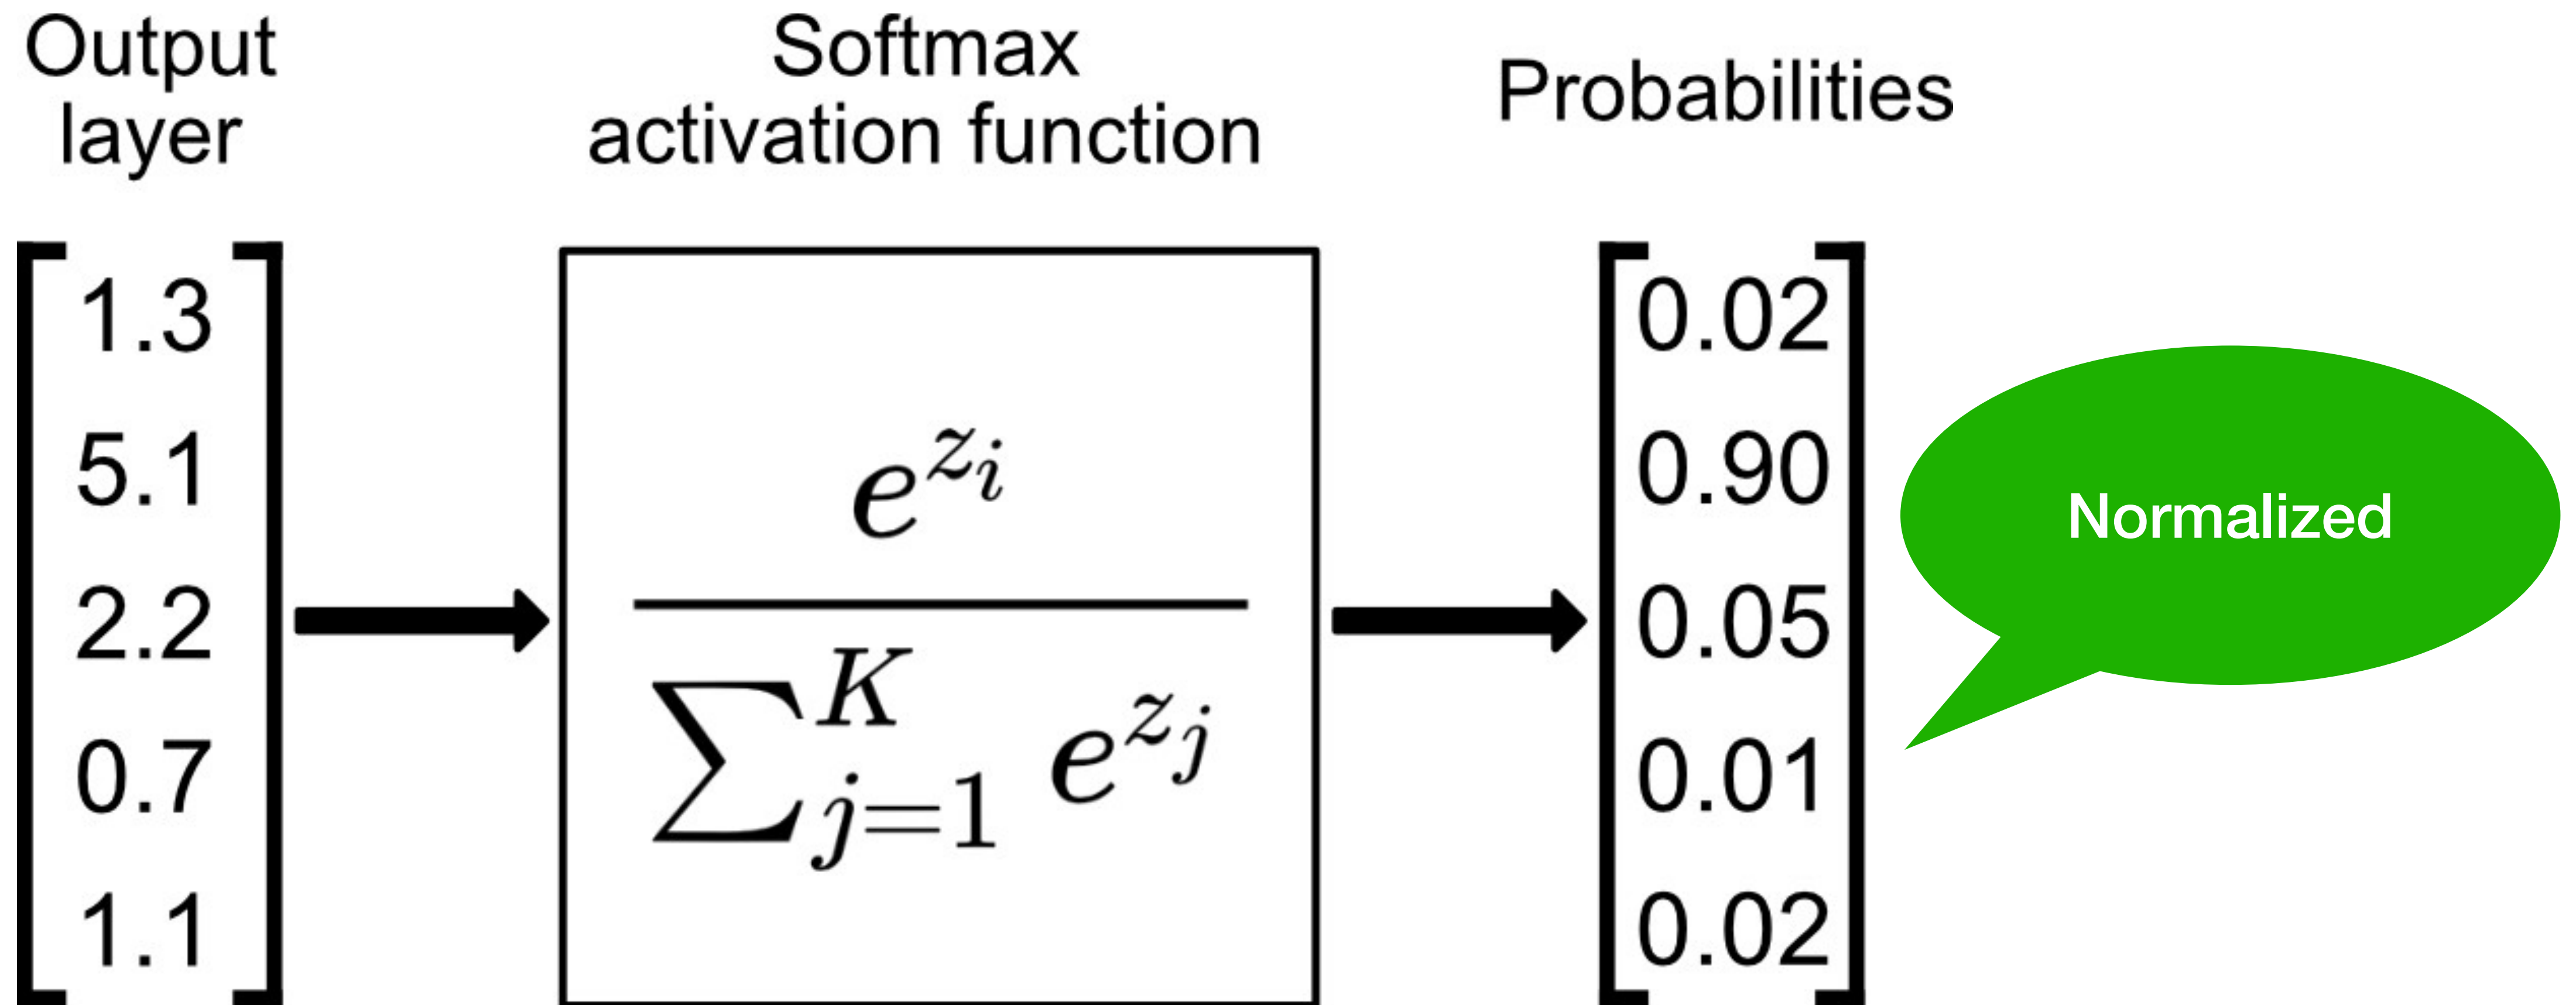 Output
layer
Softmax
activation function
Probabilities
1.3
5.1
2.2
0.7
1.1
e^{z_i}
∑_{j=1}^{K} e^{z_j}
0.02
0.90
0.05
0.01
0.02
Normalized